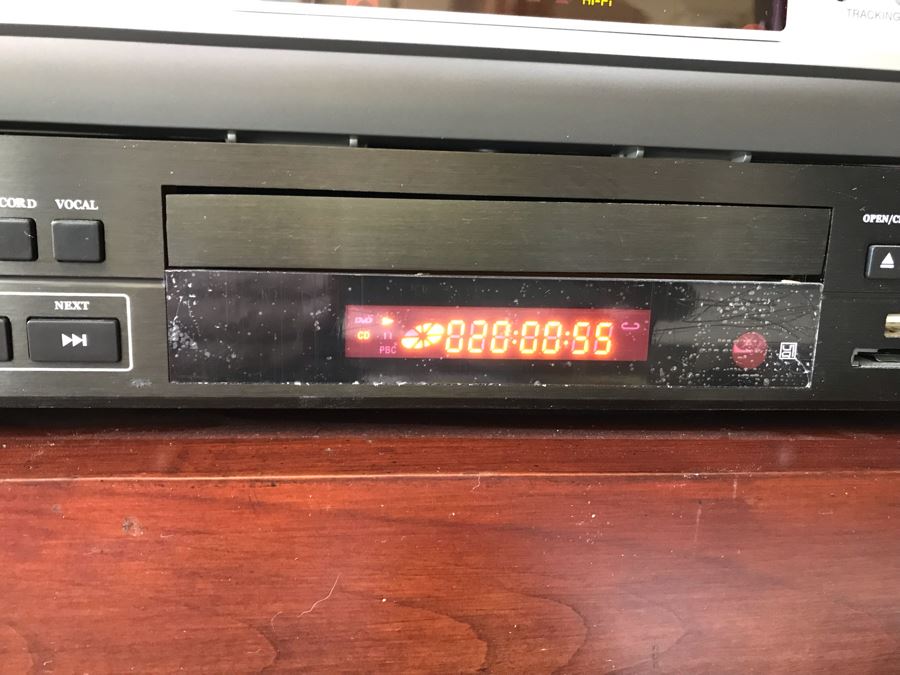 HI-FI
TRACKING
CORD VOCAL
OPEN/C
NEXT
DVD
CD
PBC
020:00:55